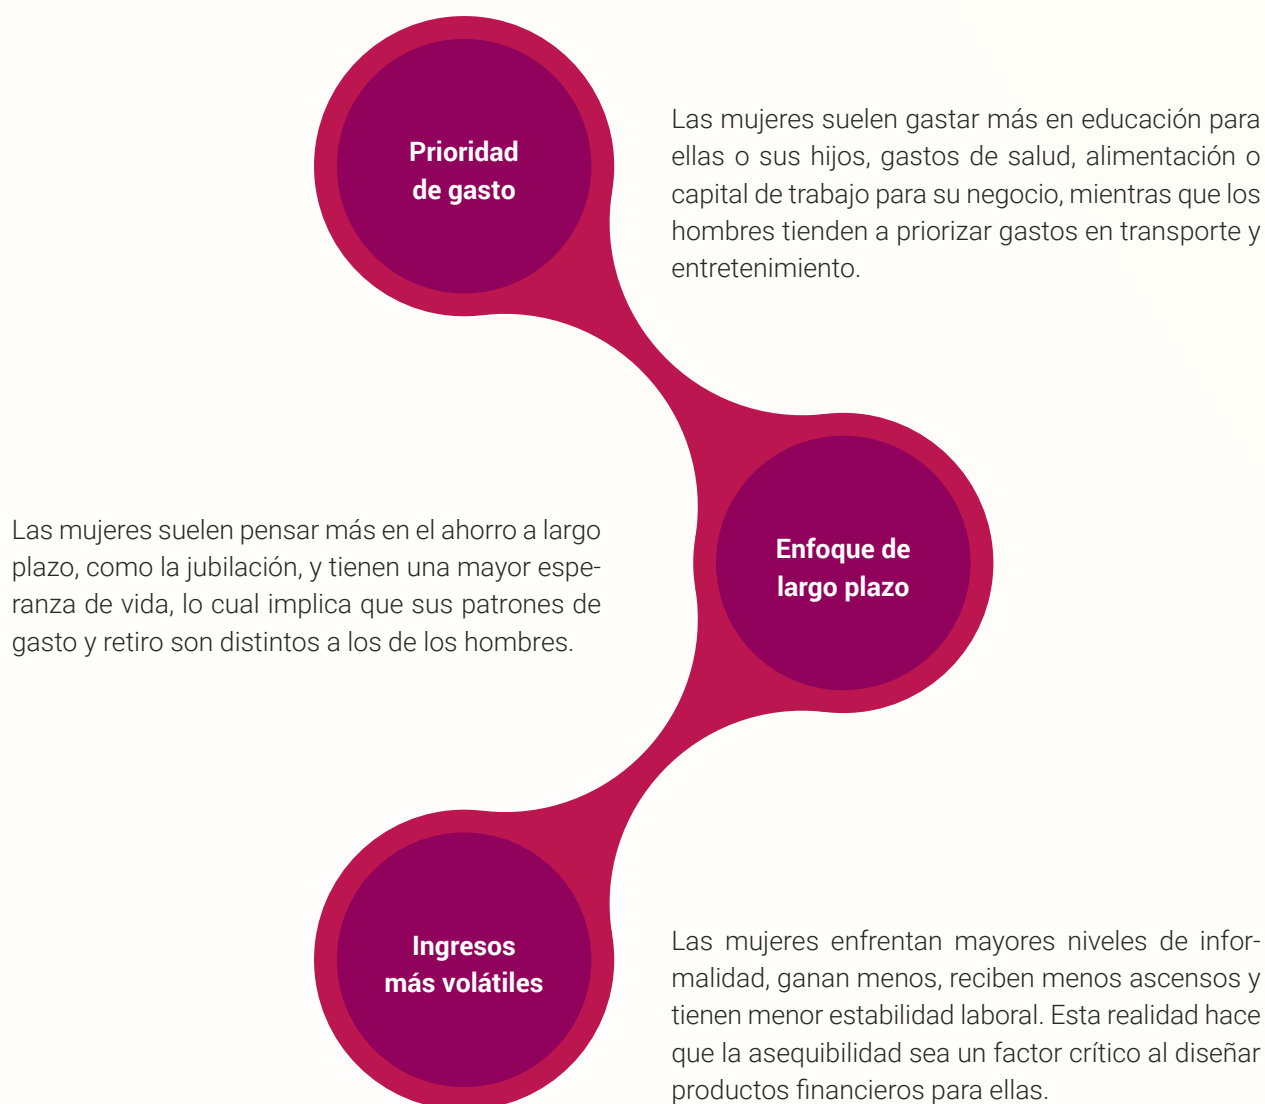 Prioridad
de gasto
Las mujeres suelen gastar más en educación para
ellas o sus hijos, gastos de salud, alimentación o
capital de trabajo para su negocio, mientras que los
hombres tienden a priorizar gastos en transporte y
entretenimiento.
Enfoque de
largo plazo
Las mujeres suelen pensar más en el ahorro a largo
plazo, como la jubilación, y tienen una mayor espe-
ranza de vida, lo cual implica que sus patrones de
gasto y retiro son distintos a los de los hombres.
Ingresos
más volátiles
Las mujeres enfrentan mayores niveles de infor-
malidad, ganan menos, reciben menos ascensos y
tienen menor estabilidad laboral. Esta realidad hace
que la asequibilidad sea un factor crítico al diseñar
productos financieros para ellas.